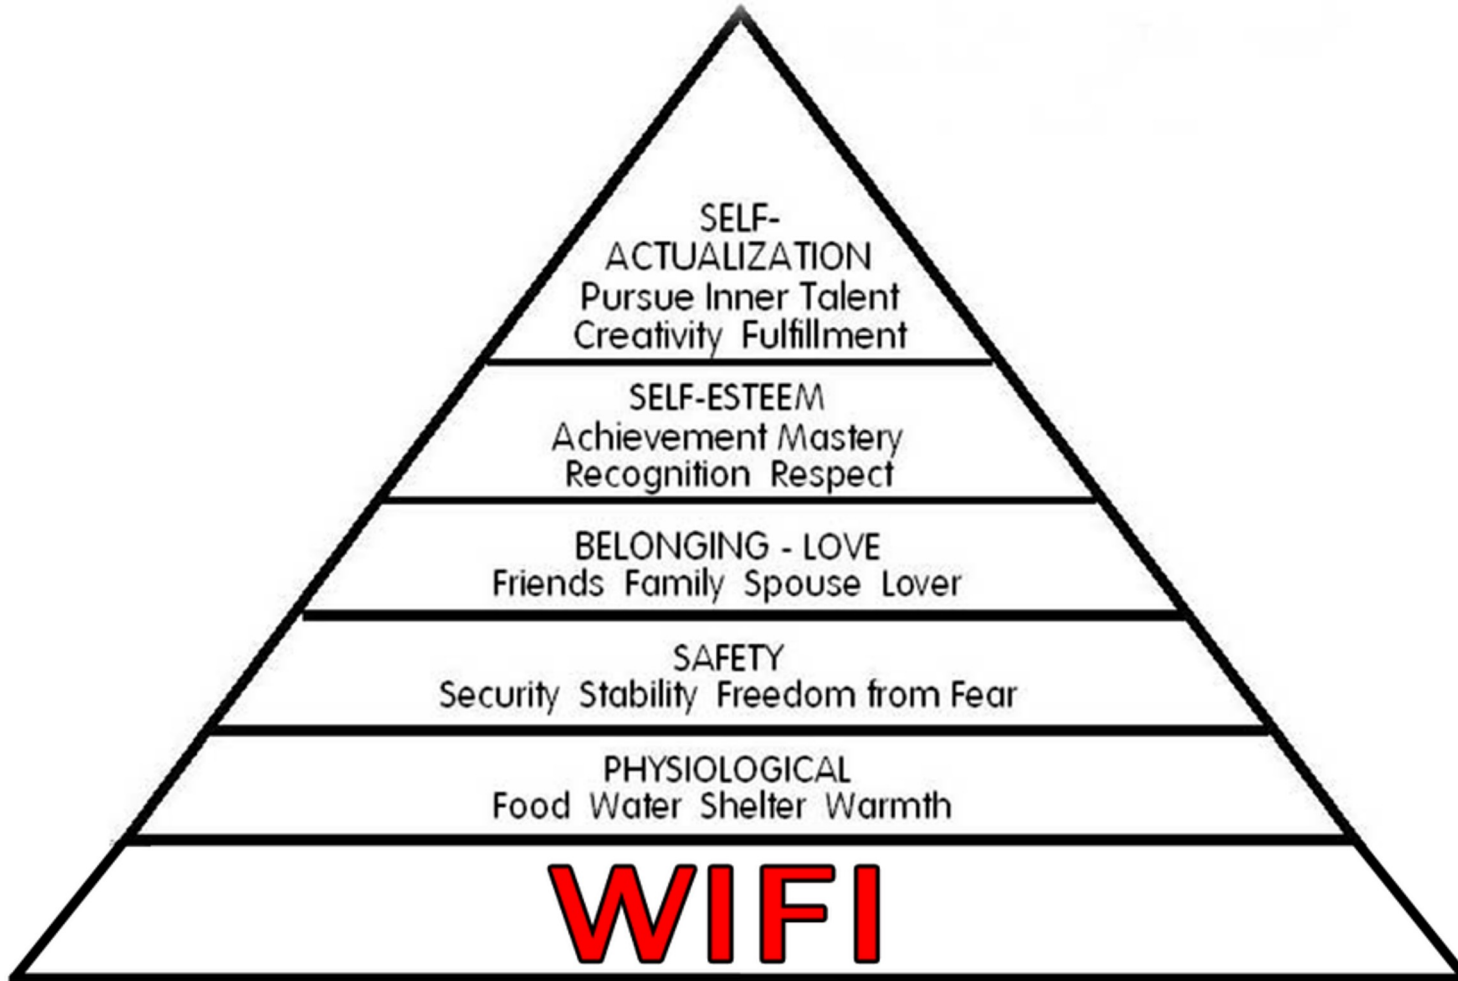 SELF-
ACTUALIZATION
Pursue Inner Talent
Creativity Fulfillment
SELF-ESTEEM
Achievement Mastery
Recognition Respect
BELONGING - LOVE
Friends Family Spouse Lover
SAFETY
Security Stability Freedom from Fear
PHYSIOLOGICAL
Food Water Shelter Warmth
WIFI